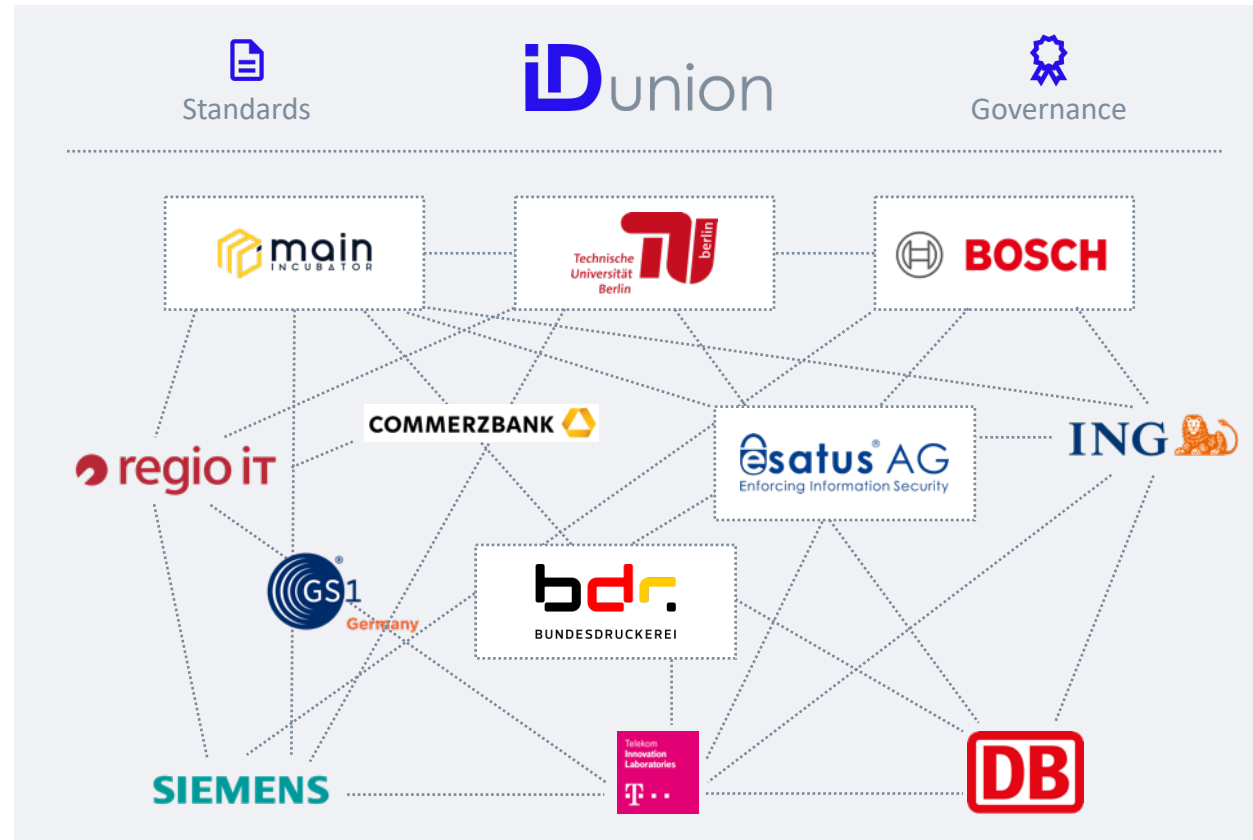 Standards
iDunion
Governance
main
INCUBATOR
Technische
Universität
Berlin
berlin
BOSCH
COMMERZBANK
regio iT
esatus® AG
Enforcing Information Security
ING
GS1®
Germany
bdr.
BUNDESDRUCKEREI
SIEMENS
Telekom
Innovation
Laboratories
T··
DB